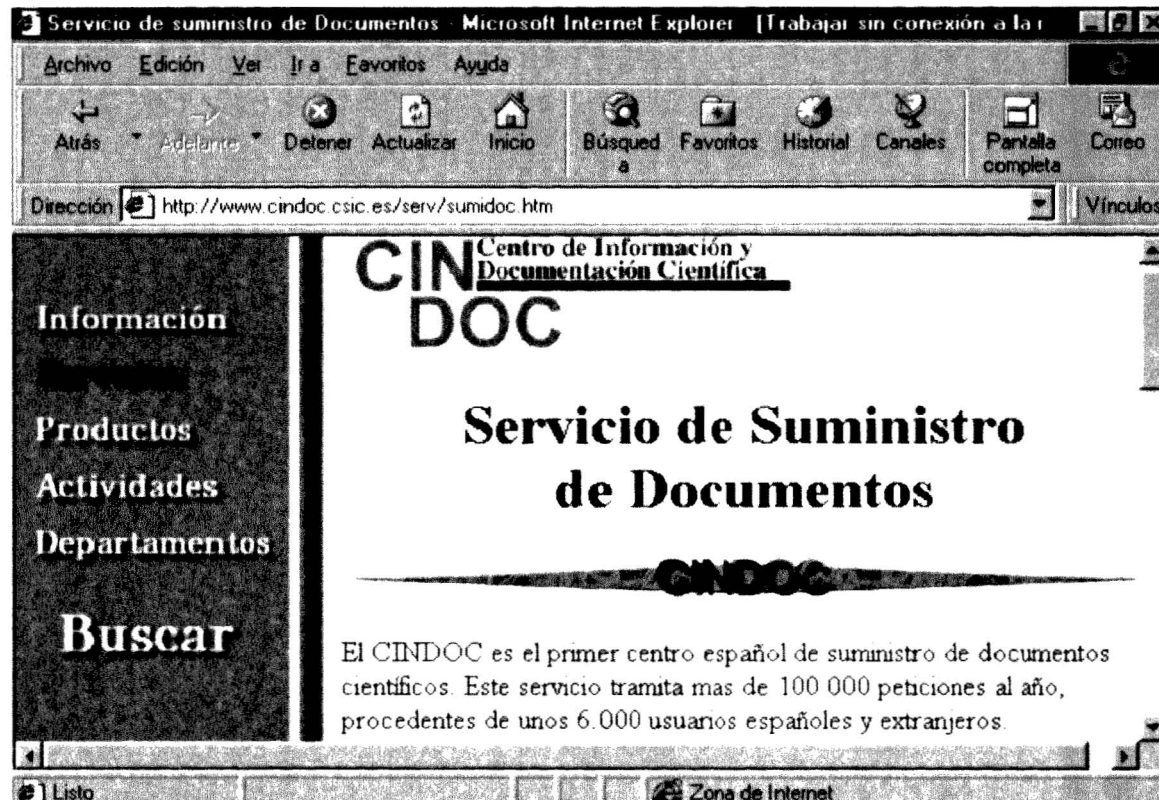 Servicio de suministro de Documentos - Microsoft Internet Explorer - [Trabajar sin conexión a la r
Archivo Edición Ver Ir a Favoritos Ayuda
Atrás Adelante Detener Actualizar Inicio Búsqueda Favoritos Historial Canales Pantalla completa Correo
Dirección http://www.cindoc.csic.es/serv/sumidoc.htm Vínculos
CINDOC Centro de Información y
Documentación Científica
Información
Productos
Actividades
Departamentos
Buscar
Servicio de Suministro
de Documentos
CINDOC
El CINDOC es el primer centro español de suministro de documentos
científicos. Este servicio tramita mas de 100.000 peticiones al año,
procedentes de unos 6.000 usuarios españoles y extranjeros.
Listo Zona de Internet